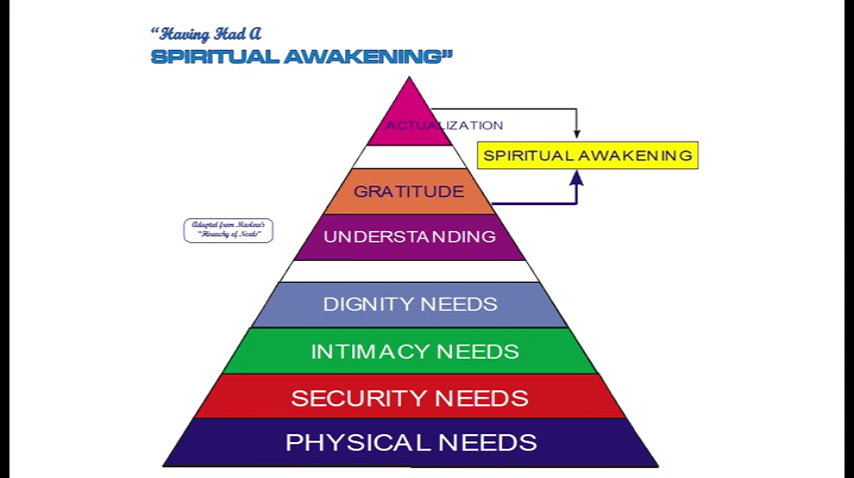 "Having Had A
SPIRITUAL AWAKENING"
ACTUALIZATION
SPIRITUAL AWAKENING
GRATITUDE
Adapted from Maslow's
UNDERSTANDING
"Hierarchy of Needs"
DIGNITY NEEDS
INTIMACY NEEDS
SECURITY NEEDS
PHYSICAL NEEDS